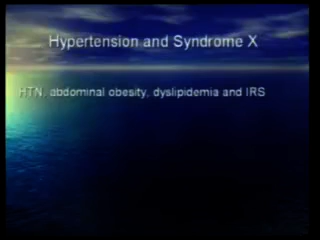 Hypertension and Syndrome X
HTN, abdominal obesity, dyslipidemia and IRS